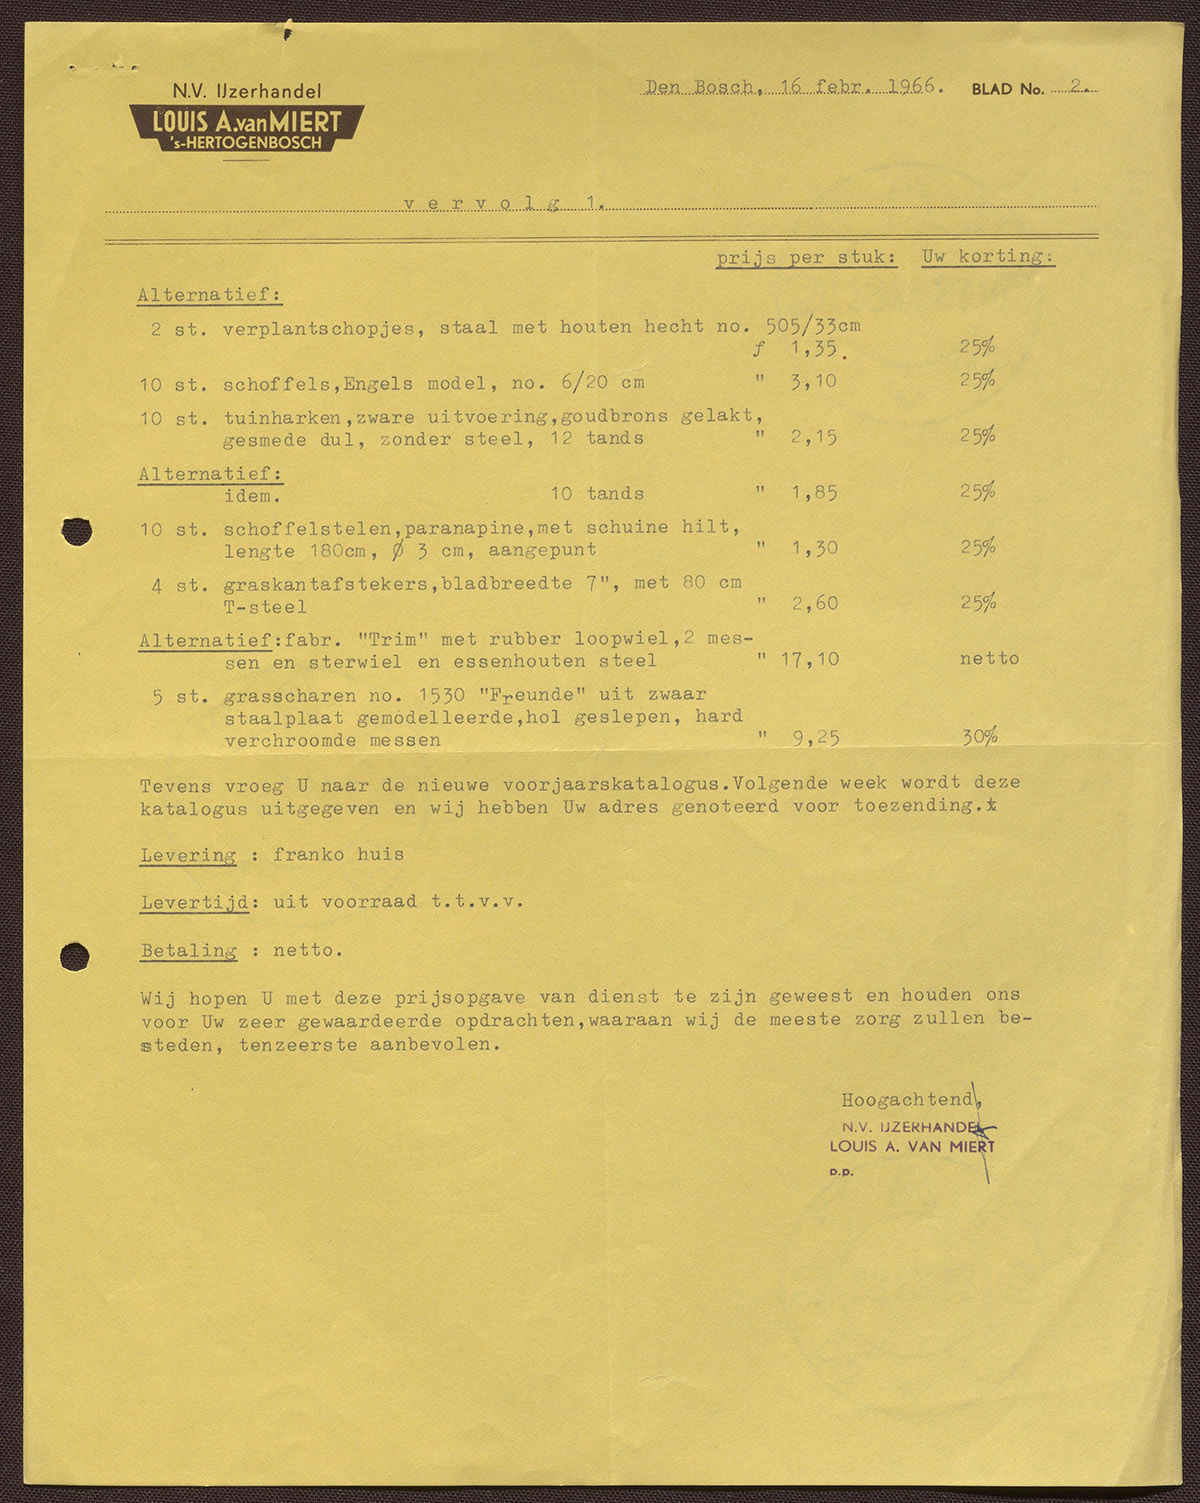 N.V. IJzerhandel
LOUIS A.van MIERT
's-HERTOGENBOSCH
Den Bosch, 16 febr. 1966. BLAD No. 2.
vervolg 1.
prijs per stuk: Uw korting:
Alternatief:
2 st. verplantschopjes, staal met houten hecht no. 505/33cm
f 1,35. 25%
10 st. schoffels,Engels model, no. 6/20 cm " 3,10 25%
10 st. tuinharken,zware uitvoering,goudbrons gelakt,
gesmede dul, zonder steel, 12 tands " 2,15 25%
Alternatief:
idem. 10 tands " 1,85 25%
10 st. schoffelstelen,paranapine,met schuine hilt,
lengte 180cm, Ø 3 cm, aangepunt " 1,30 25%
4 st. graskantafstekers,bladbreedte 7", met 80 cm
T-steel " 2,60 25%
Alternatief:fabr. "Trim" met rubber loopwiel,2 mes-
sen en sterwiel en essenhouten steel " 17,10 netto
5 st. grasscharen no. 1530 "Freunde" uit zwaar
staalplaat gemodelleerde,hol geslepen, hard
verchroomde messen " 9,25 30%
Tevens vroeg U naar de nieuwe voorjaarskatalogus.Volgende week wordt deze
katalogus uitgegeven en wij hebben Uw adres genoteerd voor toezending.
Levering : franko huis
Levertijd: uit voorraad t.t.v.v.
Betaling : netto.
Wij hopen U met deze prijsopgave van dienst te zijn geweest en houden ons
voor Uw zeer gewaardeerde opdrachten,waaraan wij de meeste zorg zullen be-
steden, tenzeerste aanbevolen.
Hoogachtend,
N.V. IJZERHANDEL
LOUIS A. VAN MIERT
p.p.